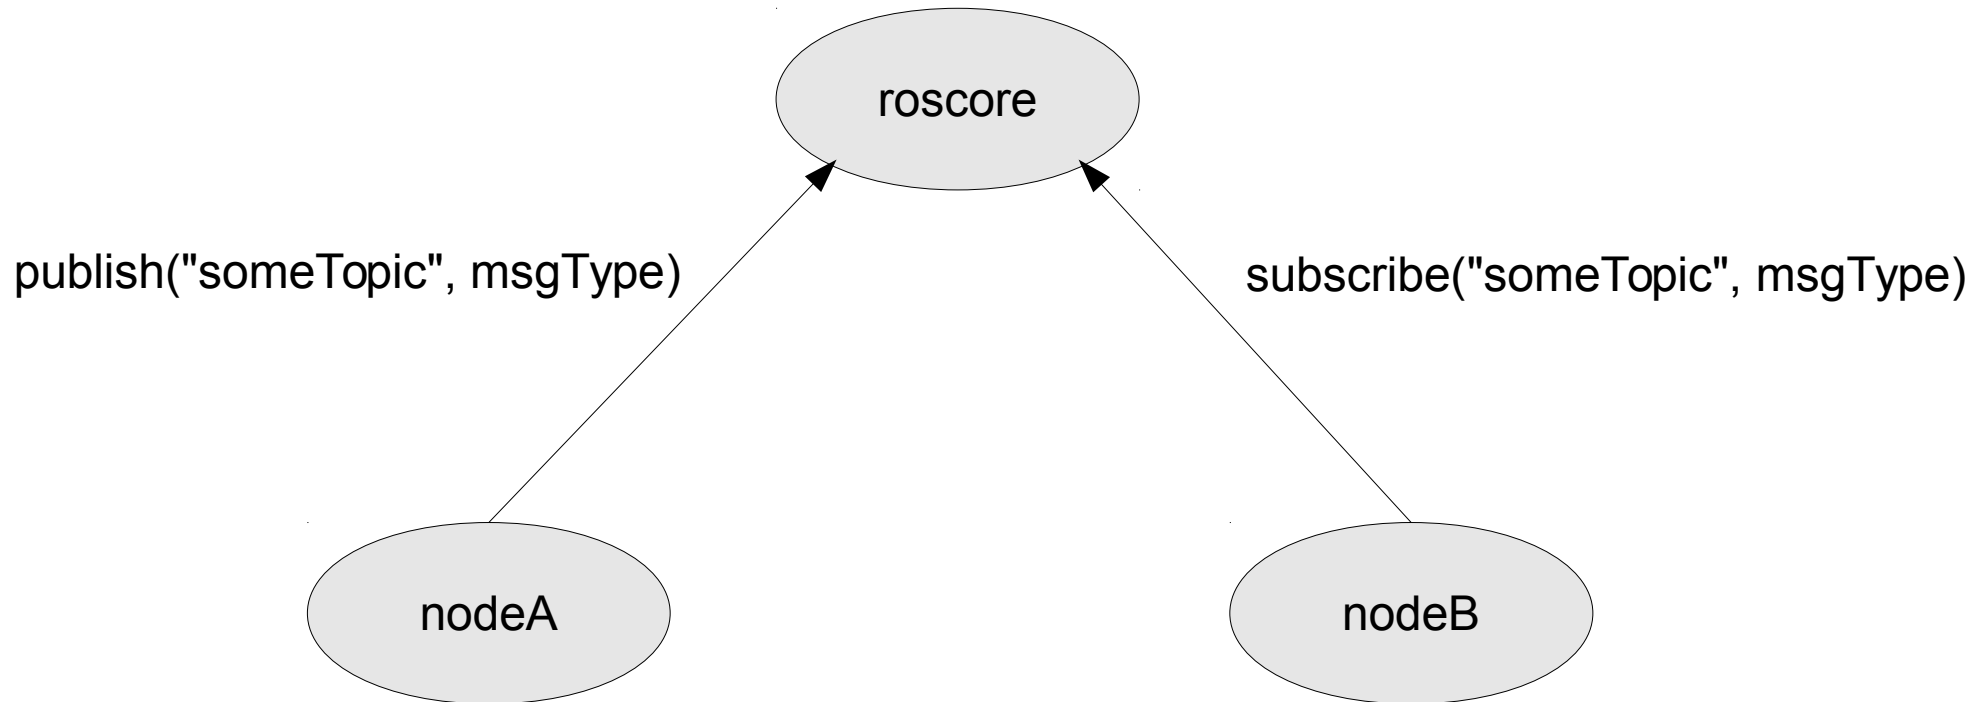 roscore
publish("someTopic", msgType)
subscribe("someTopic", msgType)
nodeA
nodeB